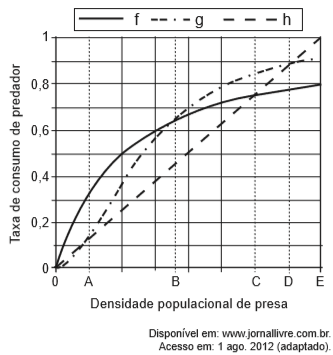 f g h
Taxa de consumo de predador
1
0,8
0,6
0,4
0,2
0
0 A B C D E
Densidade populacional de presa
Disponível em: www.jornallivre.com.br.
Acesso em: 1 ago. 2012 (adaptado).